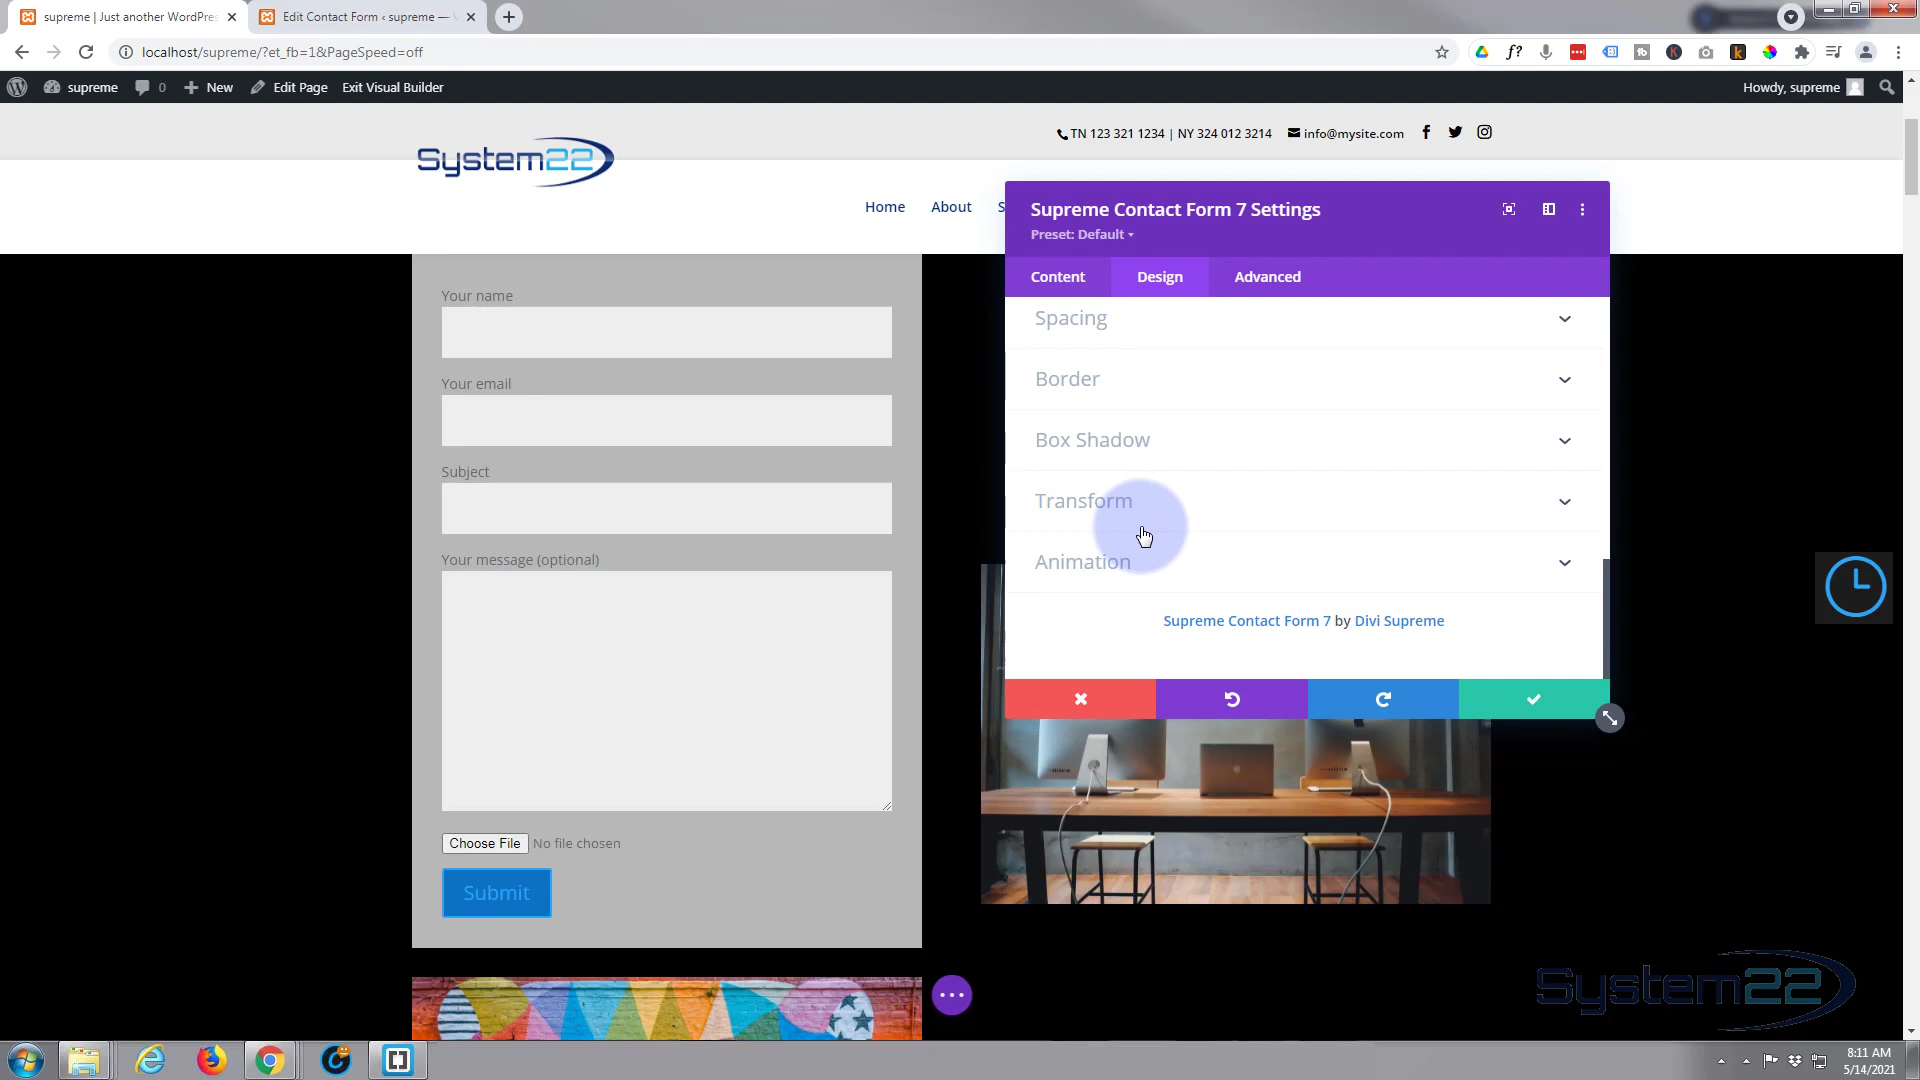 supreme | Just another WordPres
Edit Contact Form ‹ supreme —
localhost/supreme/?et_fb=1&PageSpeed=off
supreme
0
New
Edit Page
Exit Visual Builder
Howdy, supreme
System22
TN 123 321 1234 | NY 324 012 3214
info@mysite.com
Home
About
S
Supreme Contact Form 7 Settings
Preset: Default
Content
Design
Advanced
Spacing
Border
Box Shadow
Transform
Animation
Supreme Contact Form 7 by Divi Supreme
Your name
Your email
Subject
Your message (optional)
Choose File No file chosen
Submit
System22
8:11 AM
5/14/2021